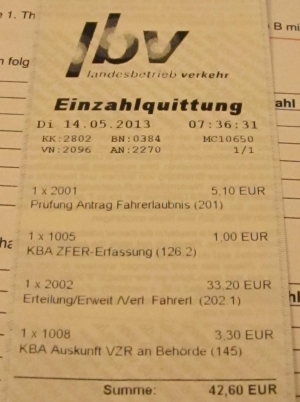 lbv
landesbetrieb verkehr
Einzahlquittung
Di 14.05.2013 07:36:31
KK:2802 BN:0384 MC10650
VN:2096 AN:2270 1/1
1 x 2001 5,10 EUR
Prüfung Antrag Fahrerlaubnis (201)
1 x 1005 1,00 EUR
KBA ZFER-Erfassung (126.2)
1 x 2002 33,20 EUR
Erteilung/Erweit./Verl. Fahrerl. (202.1)
1 x 1008 3,30 EUR
KBA Auskunft VZR an Behörde (145)
Summe: 42,60 EUR